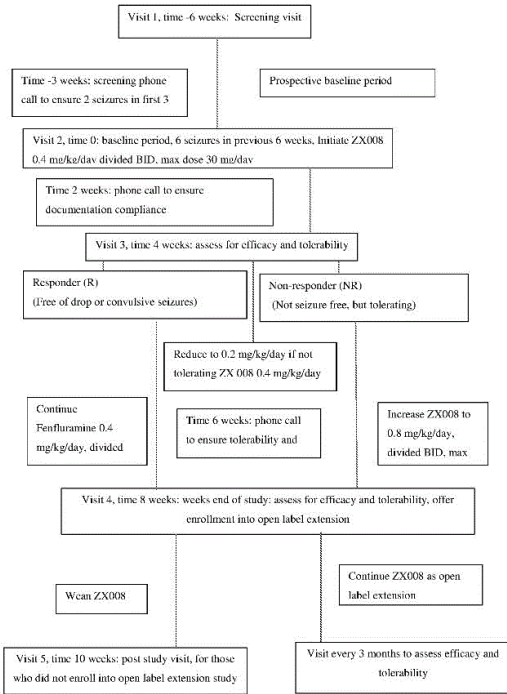 Visit 1, time -6 weeks: Screening visit
Time -3 weeks: screening phone
call to ensure 2 seizures in first 3
Prospective baseline period
Visit 2, time 0: baseline period, 6 seizures in previous 6 weeks, Initiate ZX008
0.4 mg/kg/day divided BID, max dose 30 mg/day
Time 2 weeks: phone call to ensure
documentation compliance
Visit 3, time 4 weeks: assess for efficacy and tolerability
Responder (R)
(Free of drop or convulsive seizures)
Non-responder (NR)
(Not seizure free, but tolerating)
Reduce to 0.2 mg/kg/day if not
tolerating ZX 008 0.4 mg/kg/day
Continue
Fenfluramine 0.4
mg/kg/day, divided
Time 6 weeks: phone call
to ensure tolerability and
Increase ZX008 to
0.8 mg/kg/day,
divided BID, max
Visit 4, time 8 weeks: weeks end of study: assess for efficacy and tolerability, offer
enrollment into open label extension
Wean ZX008
Continue ZX008 as open
label extension
Visit 5, time 10 weeks: post study visit, for those
who did not enroll into open label extension study
Visit every 3 months to assess efficacy and
tolerability